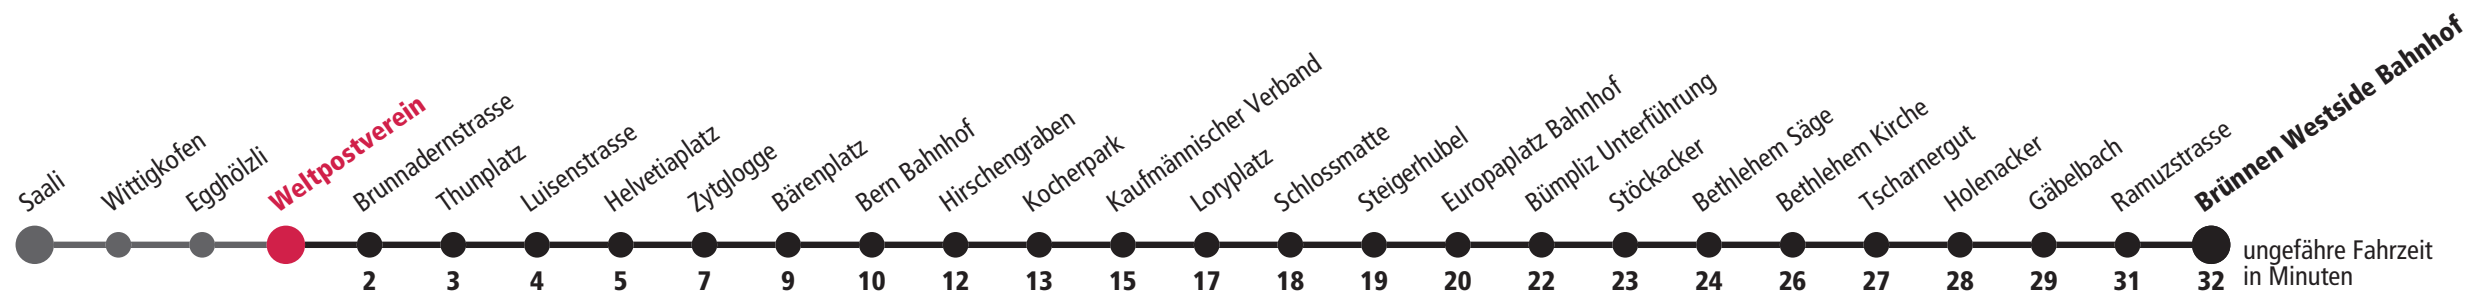 Saali
Wittigkofen
Egghölzli
Weltpostverein
Brunnadernstrasse
Thunplatz
Luisenstrasse
Helvetiaplatz
Zytglogge
Bärenplatz
Bern Bahnhof
Hirschengraben
Kocherpark
Kaufmännischer Verband
Loryplatz
Schlossmatte
Steigerhubel
Europaplatz Bahnhof
Bümpliz Unterführung
Stöckacker
Bethlehem Säge
Bethlehem Kirche
Tscharnergut
Holenacker
Gäbelbach
Ramuzstrasse
Brünnen Westside Bahnhof
2 3 4 5 7 9 10 12 13 15 17 18 19 20 22 23 24 26 27 28 29 31 32
ungefähre Fahrzeit
in Minuten